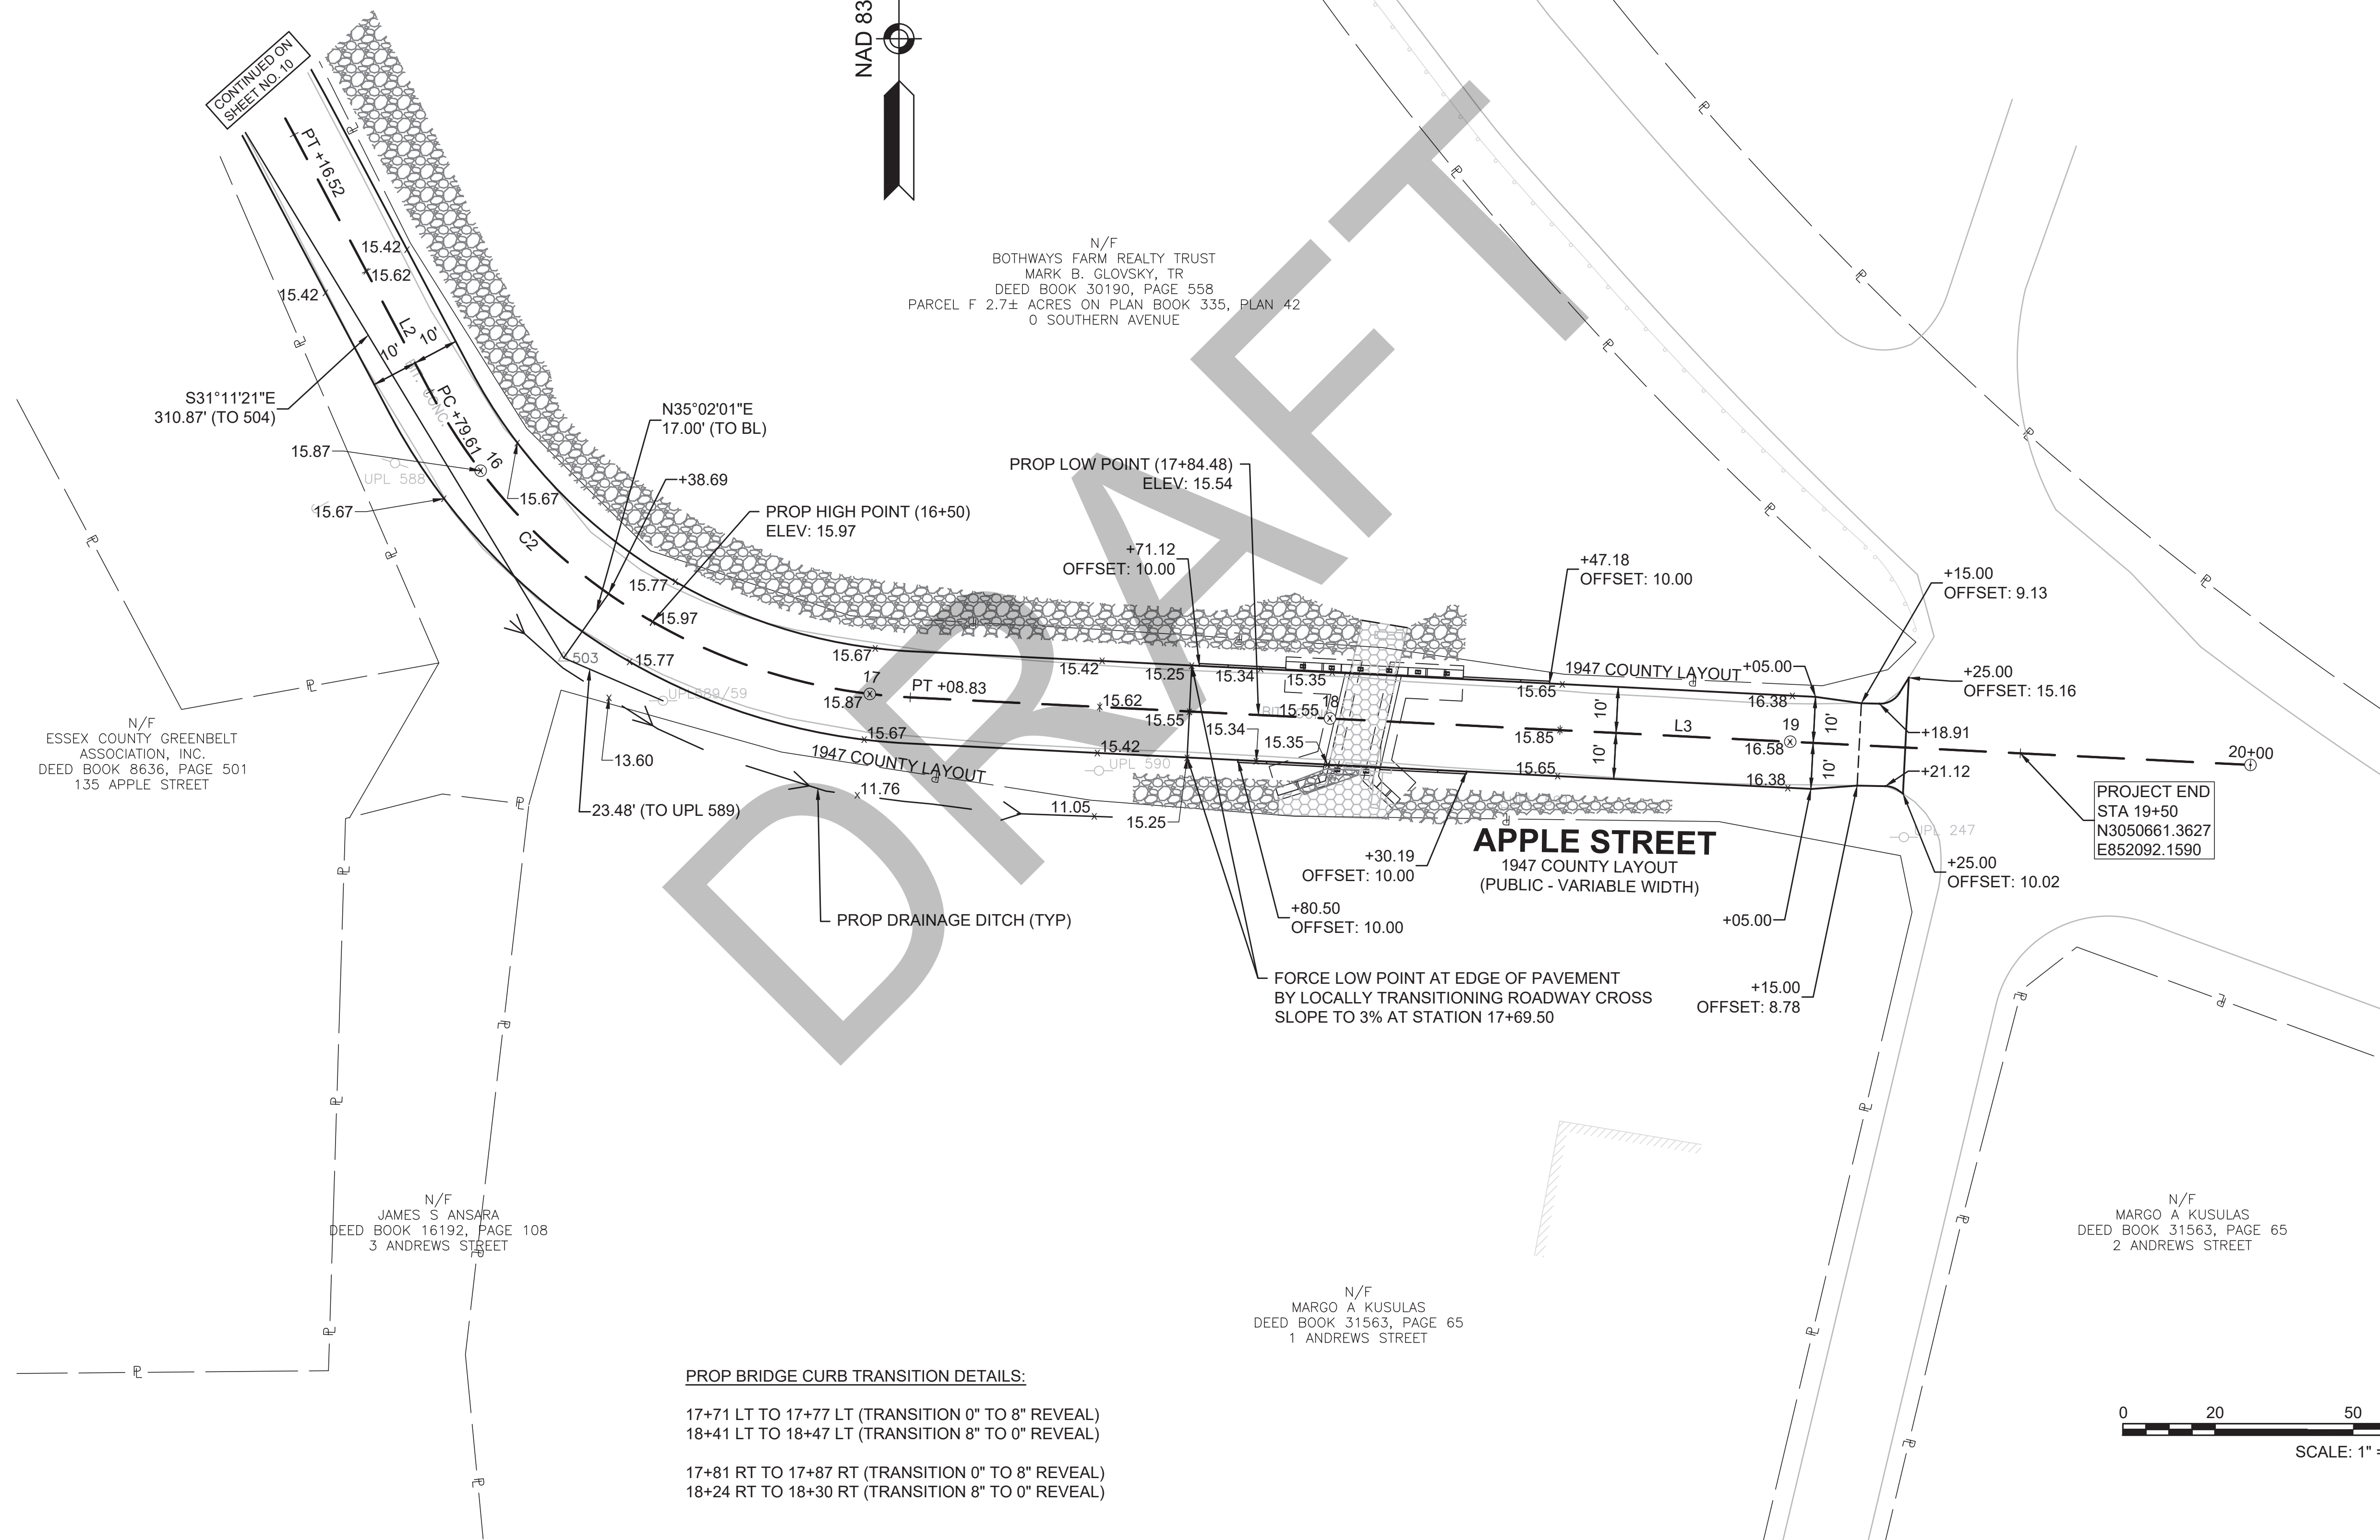 NAD 83
CONTINUED ON
SHEET NO. 10
PT +16.52
15.42
15.62
15.42
L2
10'
10'
PC +79.61
16
S31°11'21"E
310.87' (TO 504)
15.87
UPL 588
15.67
15.67
C2
N35°02'01"E
17.00' (TO BL)
+38.69
PROP HIGH POINT (16+50)
ELEV: 15.97
15.77
15.97
15.77
503
UPL589/59
13.60
23.48' (TO UPL 589)
N/F
BOTHWAYS FARM REALTY TRUST
MARK B. GLOVSKY, TR
DEED BOOK 30190, PAGE 558
PARCEL F 2.7± ACRES ON PLAN BOOK 335, PLAN 42
0 SOUTHERN AVENUE
DRAFT
PROP LOW POINT (17+84.48)
ELEV: 15.54
+71.12
OFFSET: 10.00
+47.18
OFFSET: 10.00
+15.00
OFFSET: 9.13
+25.00
OFFSET: 15.16
15.67
17
15.87
PT +08.83
15.67
15.42
15.62
15.42
15.25
15.55
15.25
15.34
15.34
15.35
18
15.55
15.35
15.65
15.85
15.65
10'
10'
L3
1947 COUNTY LAYOUT
+05.00
16.38
19
16.58
16.38
10'
10'
+18.91
+21.12
20+00
1947 COUNTY LAYOUT
UPL 590
11.76
11.05
PROP DRAINAGE DITCH (TYP)
APPLE STREET
1947 COUNTY LAYOUT
(PUBLIC - VARIABLE WIDTH)
+30.19
OFFSET: 10.00
+80.50
OFFSET: 10.00
FORCE LOW POINT AT EDGE OF PAVEMENT
BY LOCALLY TRANSITIONING ROADWAY CROSS
SLOPE TO 3% AT STATION 17+69.50
+05.00
+15.00
OFFSET: 8.78
UPL 247
+25.00
OFFSET: 10.02
PROJECT END
STA 19+50
N3050661.3627
E852092.1590
N/F
ESSEX COUNTY GREENBELT
ASSOCIATION, INC.
DEED BOOK 8636, PAGE 501
135 APPLE STREET
N/F
JAMES S ANSARA
DEED BOOK 16192, PAGE 108
3 ANDREWS STREET
N/F
MARGO A KUSULAS
DEED BOOK 31563, PAGE 65
1 ANDREWS STREET
N/F
MARGO A KUSULAS
DEED BOOK 31563, PAGE 65
2 ANDREWS STREET
PROP BRIDGE CURB TRANSITION DETAILS:
17+71 LT TO 17+77 LT (TRANSITION 0" TO 8" REVEAL)
18+41 LT TO 18+47 LT (TRANSITION 8" TO 0" REVEAL)
17+81 RT TO 17+87 RT (TRANSITION 0" TO 8" REVEAL)
18+24 RT TO 18+30 RT (TRANSITION 8" TO 0" REVEAL)
0 20 50
SCALE: 1" =